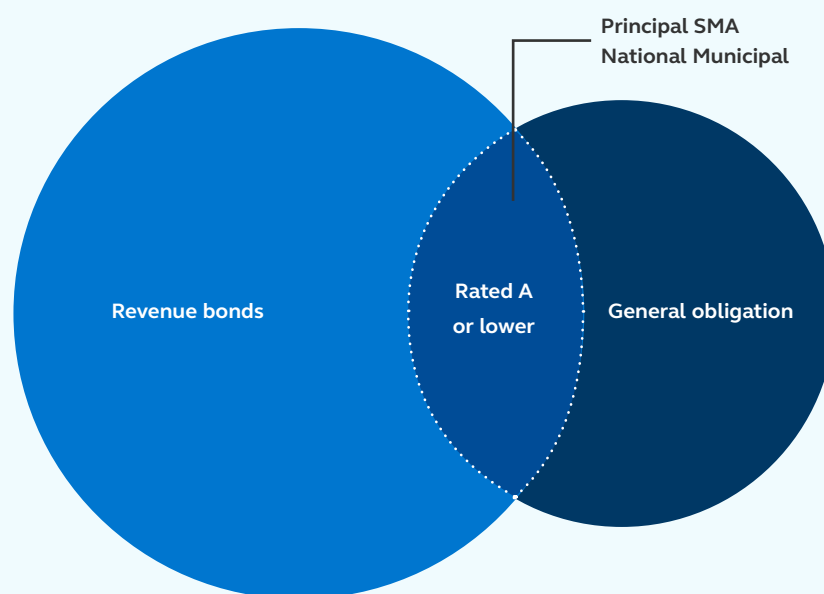 Principal SMA
National Municipal
Revenue bonds
Rated A
or lower
General obligation